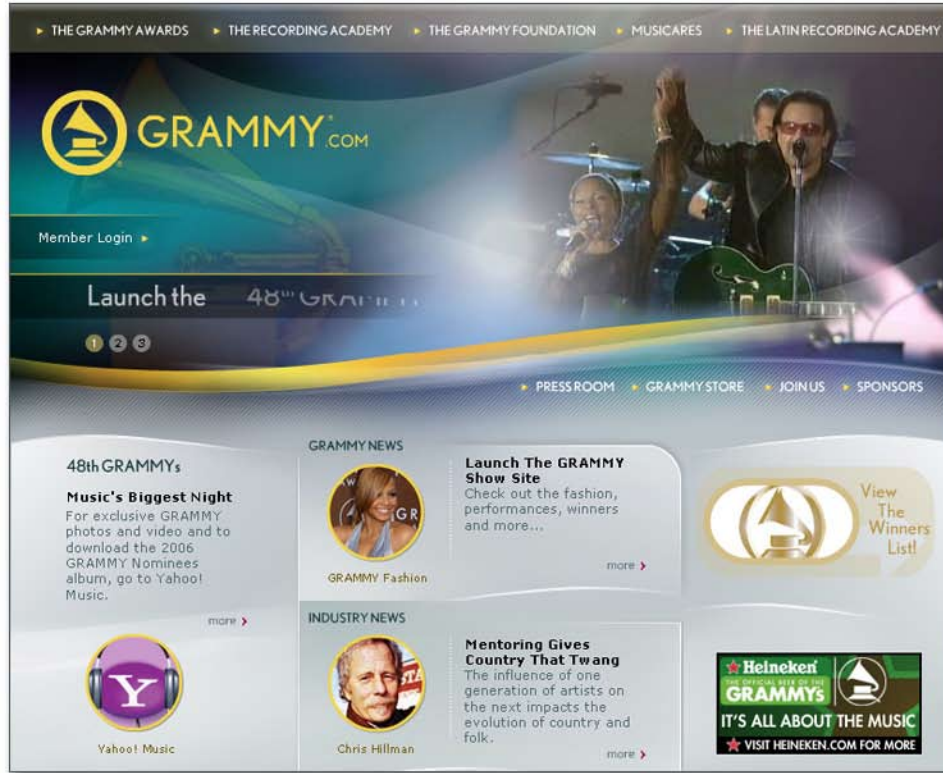 THE GRAMMY AWARDS THE RECORDING ACADEMY THE GRAMMY FOUNDATION MUSICARES THE LATIN RECORDING ACADEMY
GRAMMY.COM
Member Login
Launch the 48th GRAMMY
1 2 3
PRESS ROOM GRAMMY STORE JOIN US SPONSORS
48th GRAMMYs
Music's Biggest Night
For exclusive GRAMMY
photos and video and to
download the 2006
GRAMMY Nominees
album, go to Yahoo!
Music.
more
Y
Yahoo! Music
GRAMMY NEWS
GRAMMY Fashion
Launch The GRAMMY
Show Site
Check out the fashion,
performances, winners
and more...
more
INDUSTRY NEWS
Chris Hillman
Mentoring Gives
Country That Twang
The influence of one
generation of artists on
the next impacts the
evolution of country and
folk.
more
View
The
Winners
List!
Heineken
THE OFFICIAL BEER OF THE
GRAMMYs
IT'S ALL ABOUT THE MUSIC
VISIT HEINEKEN.COM FOR MORE